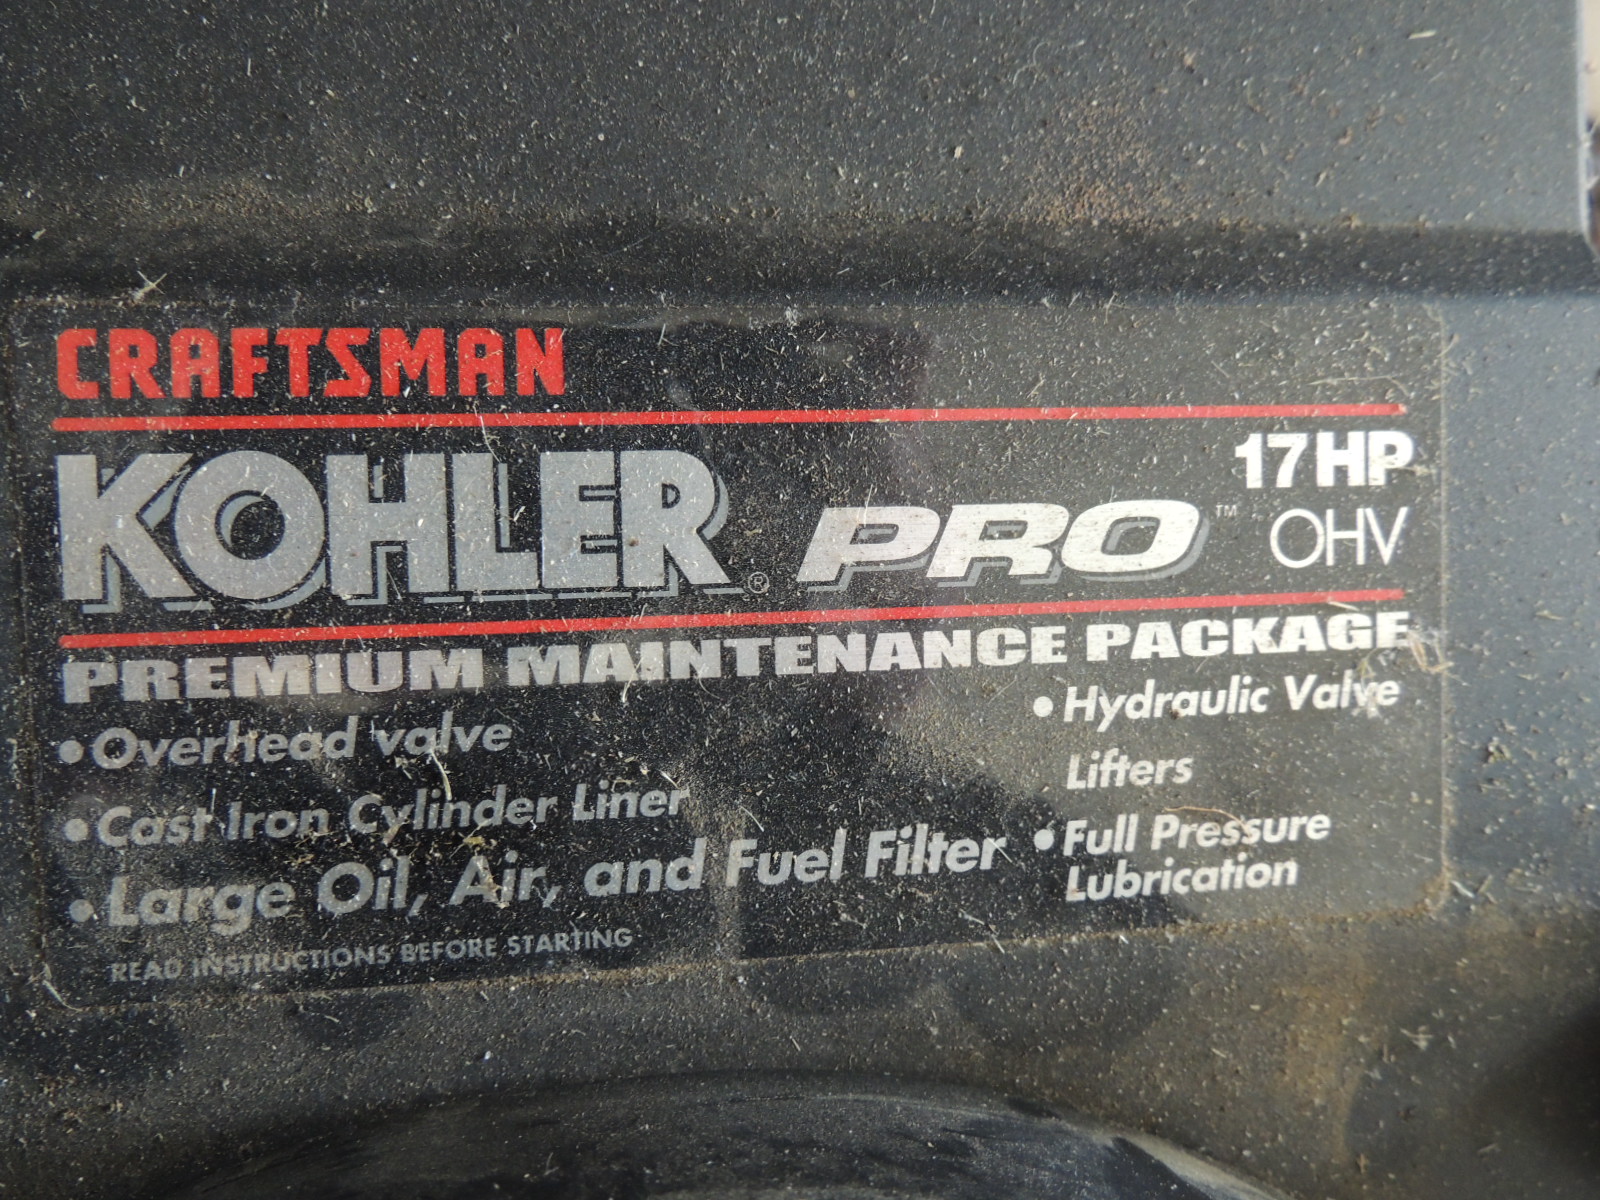 CRAFTSMAN
KOHLER® PRO™ 17HP
OHV
PREMIUM MAINTENANCE PACKAGE
• Overhead valve
• Cast Iron Cylinder Liner
• Large Oil, Air, and Fuel Filter
• Hydraulic Valve
Lifters
• Full Pressure
Lubrication
READ INSTRUCTIONS BEFORE STARTING